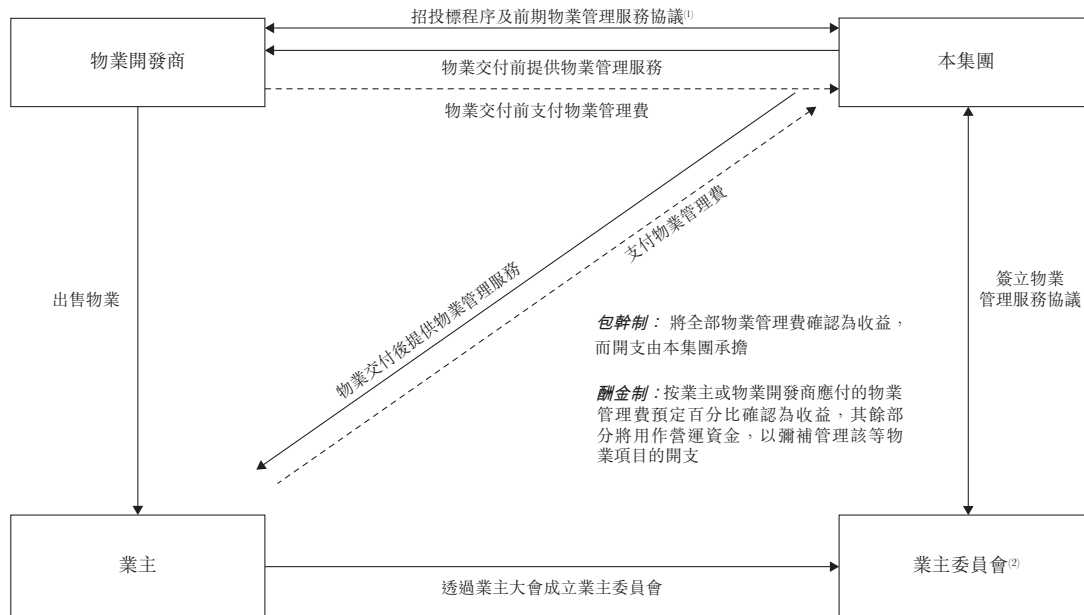 招投標程序及前期物業管理服務協議⁽¹⁾
物業開發商
本集團
物業交付前提供物業管理服務
物業交付前支付物業管理費
支付物業管理費
物業交付後提供物業管理服務
出售物業
簽立物業
管理服務協議
包幹制： 將全部物業管理費確認為收益，
而開支由本集團承擔
酬金制：按業主或物業開發商應付的物業
管理費預定百分比確認為收益，其餘部
分將用作營運資金，以彌補管理該等物
業項目的開支
業主
業主委員會⁽²⁾
透過業主大會成立業主委員會